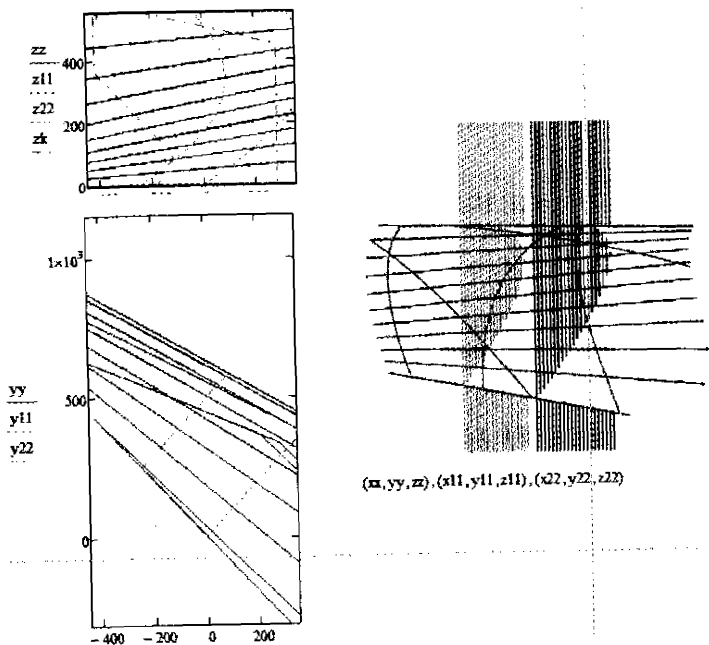 zz
z11
z22
zk
400
200
0
1×10³
500
0
yy
y11
y22
− 400
− 200
0
200
(xx,yy,zz),(x11,y11,z11),(x22,y22,z22)